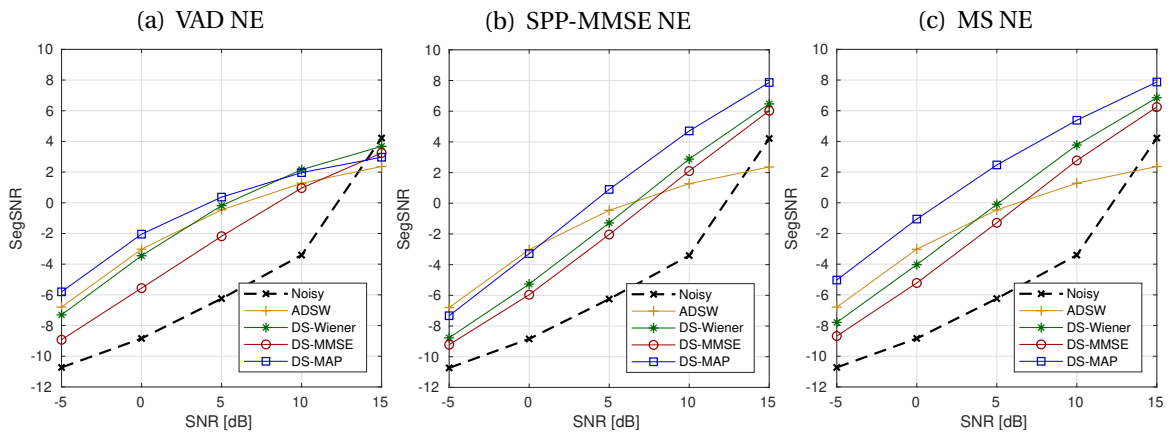 (a) VAD NE
(b) SPP-MMSE NE
(c) MS NE
10
8
6
4
2
0
-2
-4
-6
-8
-10
-12
SegSNR
-5
0
5
10
15
SNR [dB]
Noisy
ADSW
DS-Wiener
DS-MMSE
DS-MAP
10
8
6
4
2
0
-2
-4
-6
-8
-10
-12
SegSNR
-5
0
5
10
15
SNR [dB]
Noisy
ADSW
DS-Wiener
DS-MMSE
DS-MAP
10
8
6
4
2
0
-2
-4
-6
-8
-10
-12
SegSNR
-5
0
5
10
15
SNR [dB]
Noisy
ADSW
DS-Wiener
DS-MMSE
DS-MAP